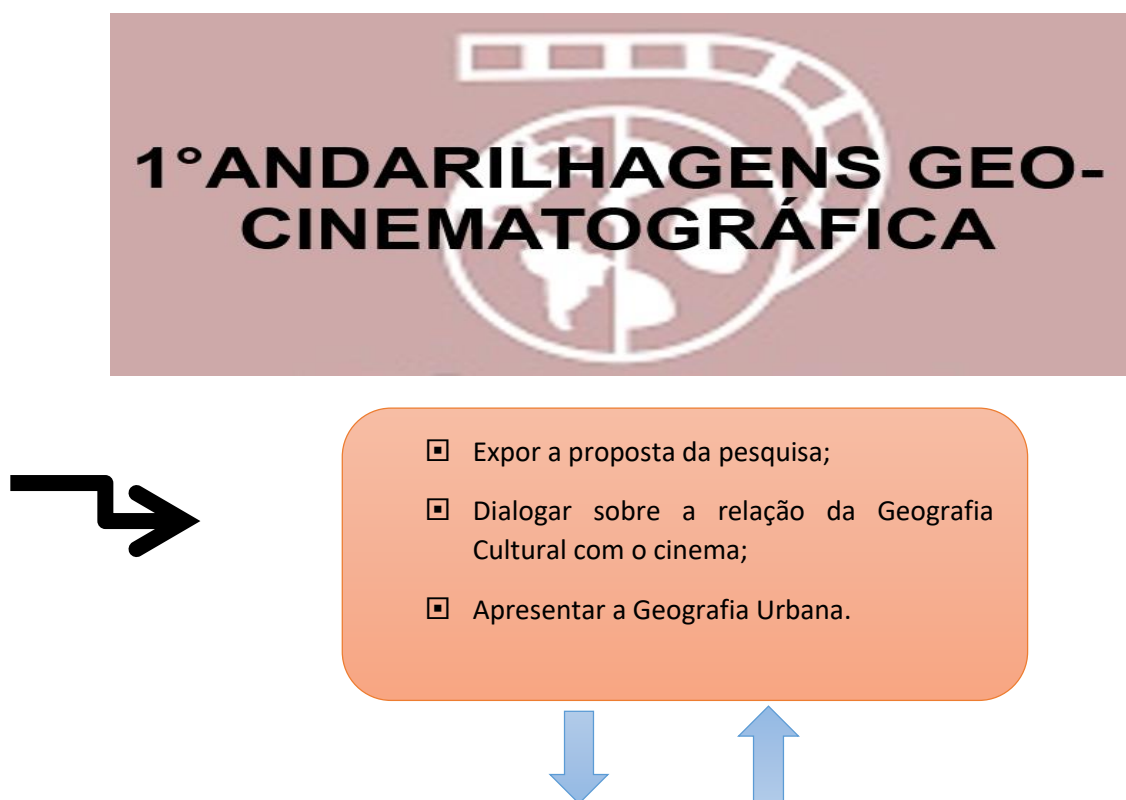 1°ANDARILHAGENS GEO-
CINEMATOGRÁFICA
Expor a proposta da pesquisa;
Dialogar sobre a relação da Geografia
Cultural com o cinema;
Apresentar a Geografia Urbana.